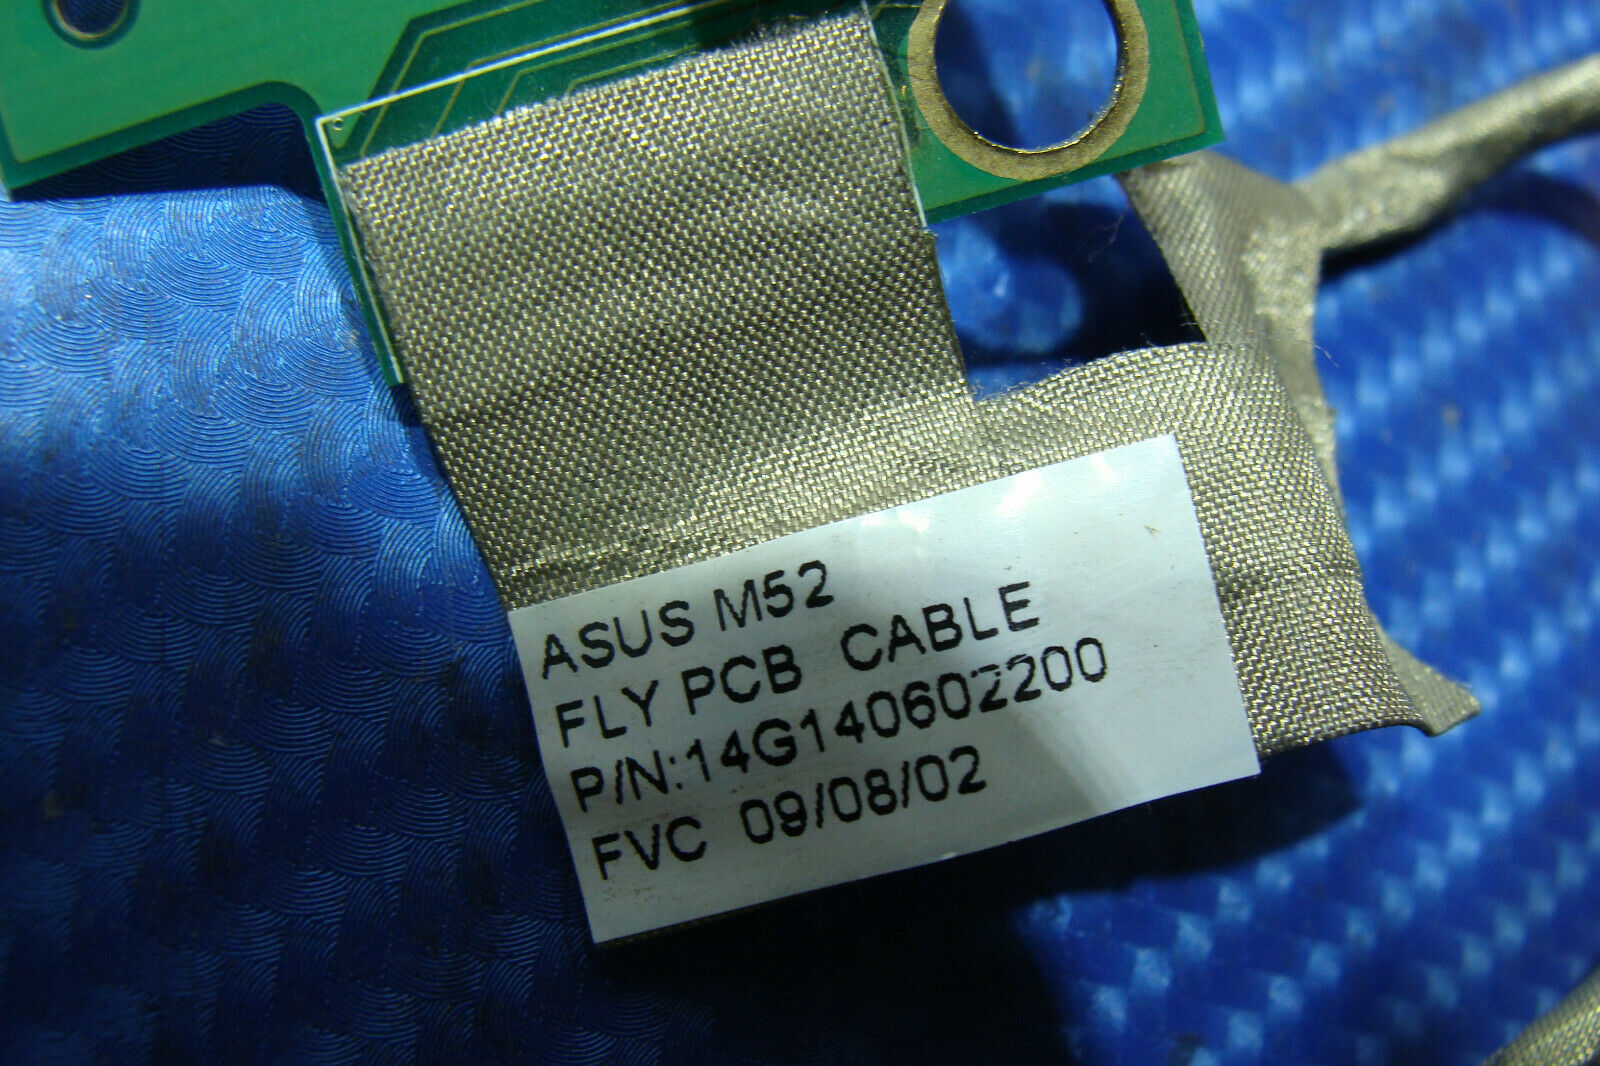 ASUS M52
FLY PCB CABLE
P/N:14G140602200
FVC 09/08/02